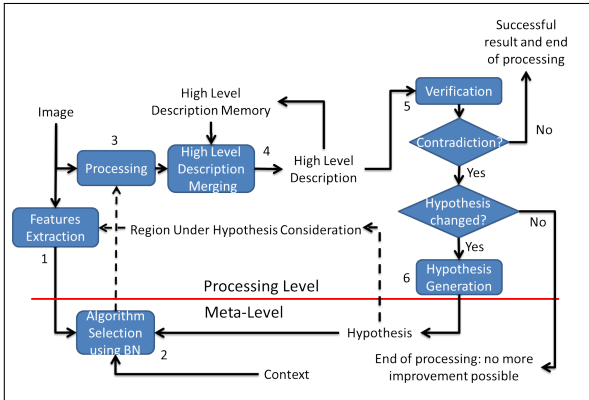 Successful
result and end
of processing
Image
High Level
Description Memory
5
Verification
3
Processing
High Level
Description
Merging
4
High Level
Description
Contradiction?
No
Yes
Features
Extraction
1
Region Under Hypothesis Consideration
Hypothesis
changed?
No
Yes
6
Hypothesis
Generation
Processing Level
Meta-Level
Algorithm
Selection
using BN
2
Hypothesis
End of processing: no more
improvement possible
Context